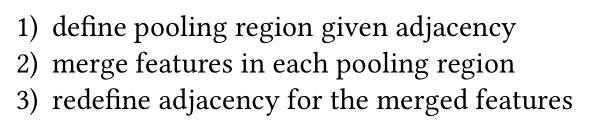 1) define pooling region given adjacency
2) merge features in each pooling region
3) redefine adjacency for the merged features